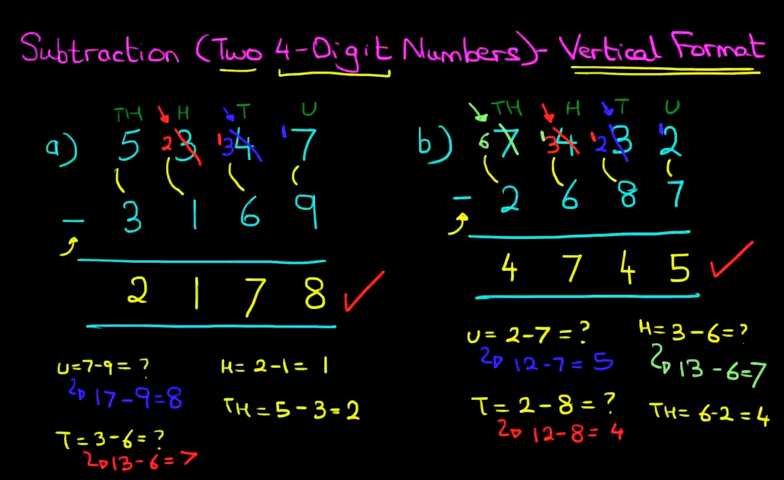 Subtraction (Two 4-Digit Numbers)- Vertical Format
TH H T U
a) 5 2 3 1 3 4 1 7
- 3 1 6 9
2 1 7 8 ✓
U=7-9= ?
17-9=8
T=3-6=?
13-6=7
H=2-1= 1
TH=5-3=2
TH H T U
b) 6 7 1 3 4 1 2 3 1 2
- 2 6 8 7
4 7 4 5 ✓
U= 2-7=?
12-7=5
T=2-8=?
12-8=4
H=3-6=?
13-6=7
TH=6-2=4